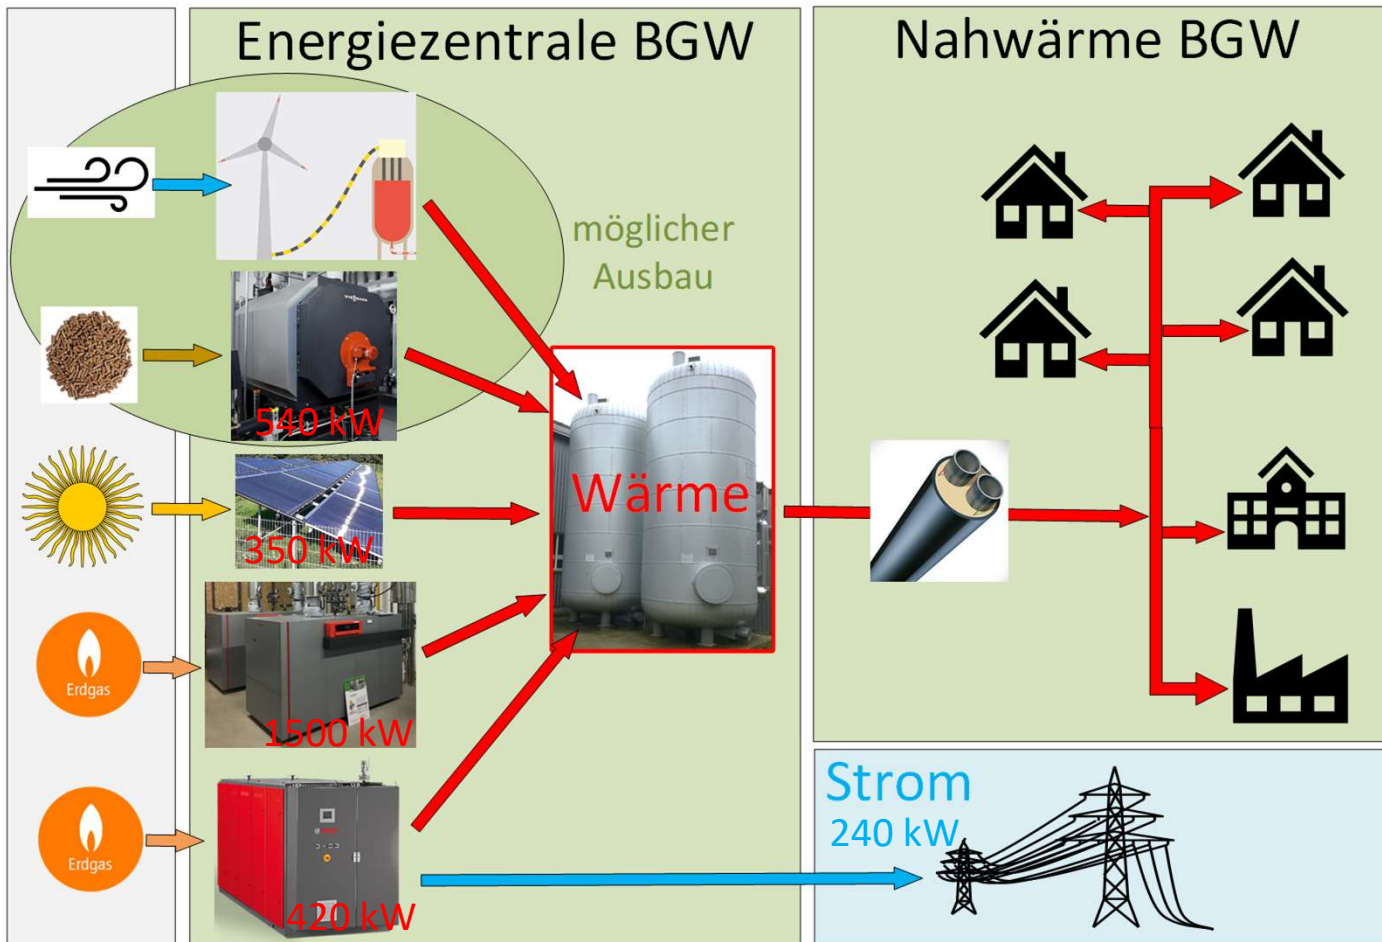 Energiezentrale BGW
Nahwärme BGW
möglicher
Ausbau
VIESMANN
540 kW
350 kW
Wärme
Erdgas
1500 kW
Erdgas
420 kW
Strom
240 kW